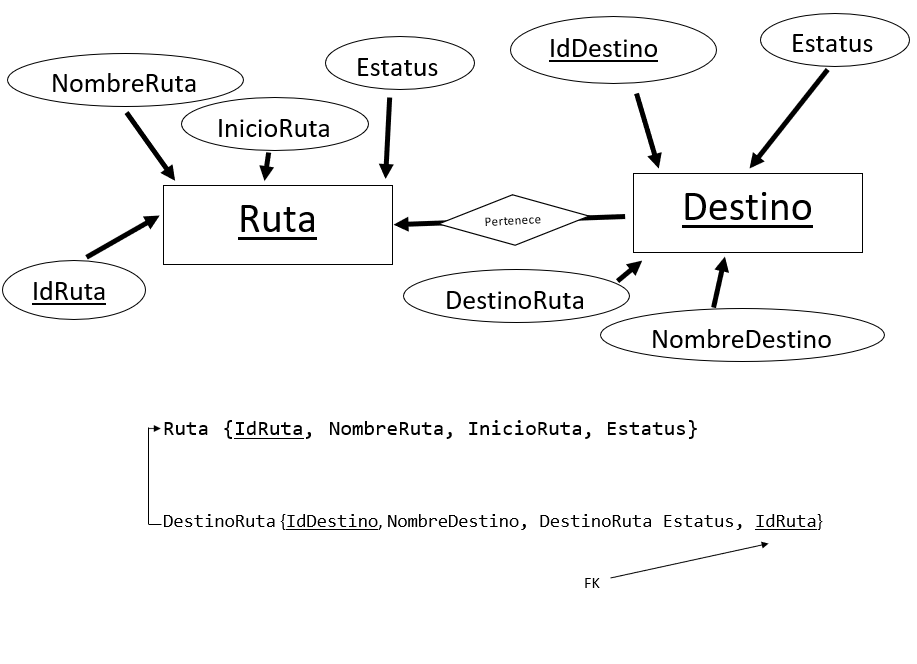 IdDestino
Estatus
Estatus
NombreRuta
InicioRuta
Ruta
Pertenece
Destino
IdRuta
DestinoRuta
NombreDestino
Ruta {IdRuta, NombreRuta, InicioRuta, Estatus}
DestinoRuta {IdDestino, NombreDestino, DestinoRuta Estatus, IdRuta}
FK